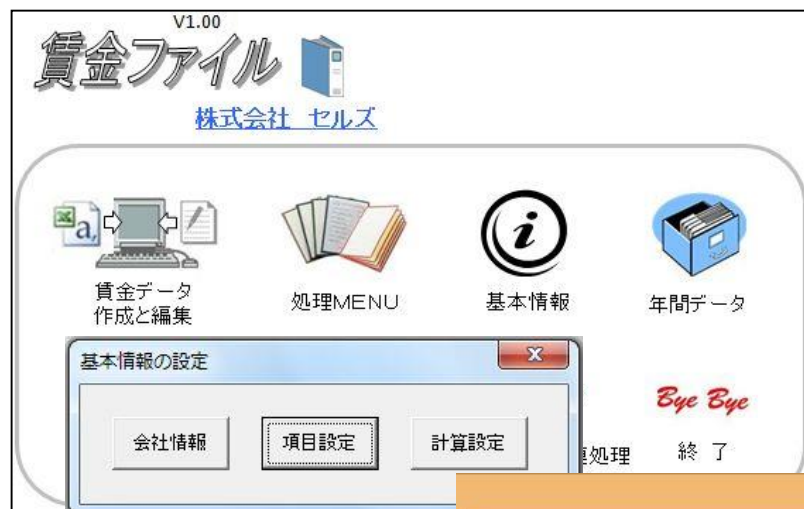 V1.00
賃金ファイル
株式会社 セルズ
a,
賃金データ
作成と編集
処理MENU
i
基本情報
年間データ
基本情報の設定
x
会社情報
項目設定
計算設定
処理
Bye Bye
終 了